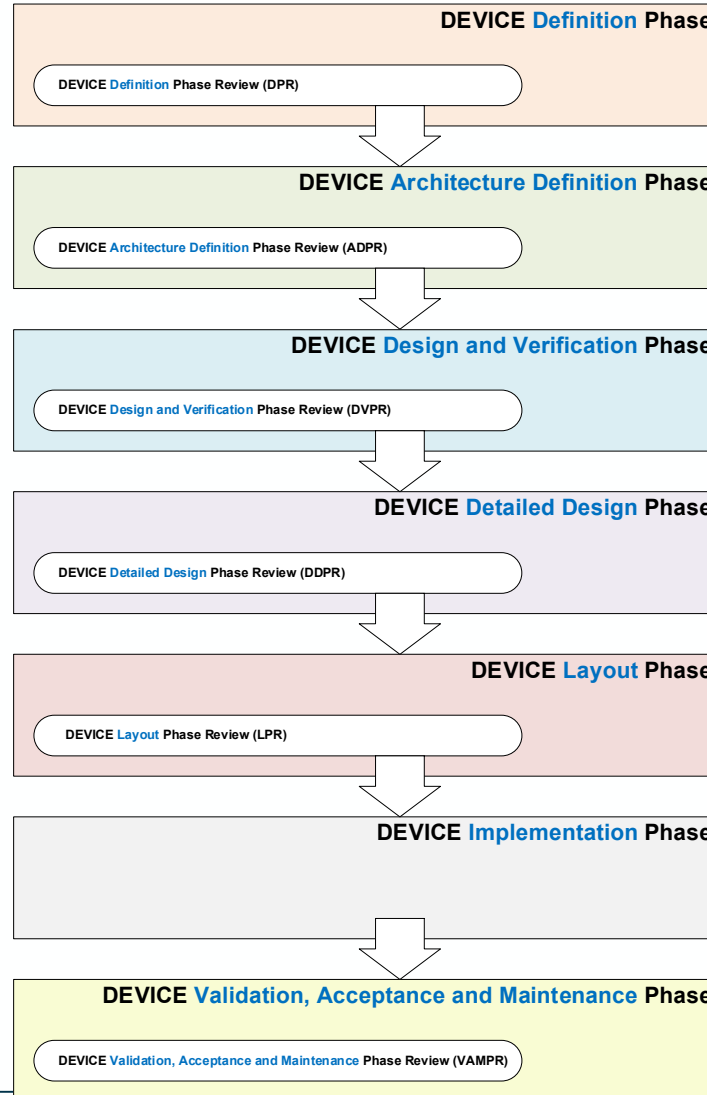 DEVICE Definition Phase
DEVICE Definition Phase Review (DPR)
DEVICE Architecture Definition Phase
DEVICE Architecture Definition Phase Review (ADPR)
DEVICE Design and Verification Phase
DEVICE Design and Verification Phase Review (DVPR)
DEVICE Detailed Design Phase
DEVICE Detailed Design Phase Review (DDPR)
DEVICE Layout Phase
DEVICE Layout Phase Review (LPR)
DEVICE Implementation Phase
DEVICE Validation, Acceptance and Maintenance Phase
DEVICE Validation, Acceptance and Maintenance Phase Review (VAMPR)